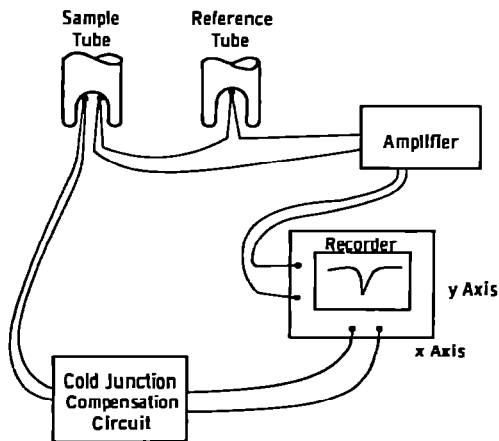 Sample
Tube
Reference
Tube
Amplifier
Recorder
y Axis
x Axis
Cold Junction
Compensation
Circuit